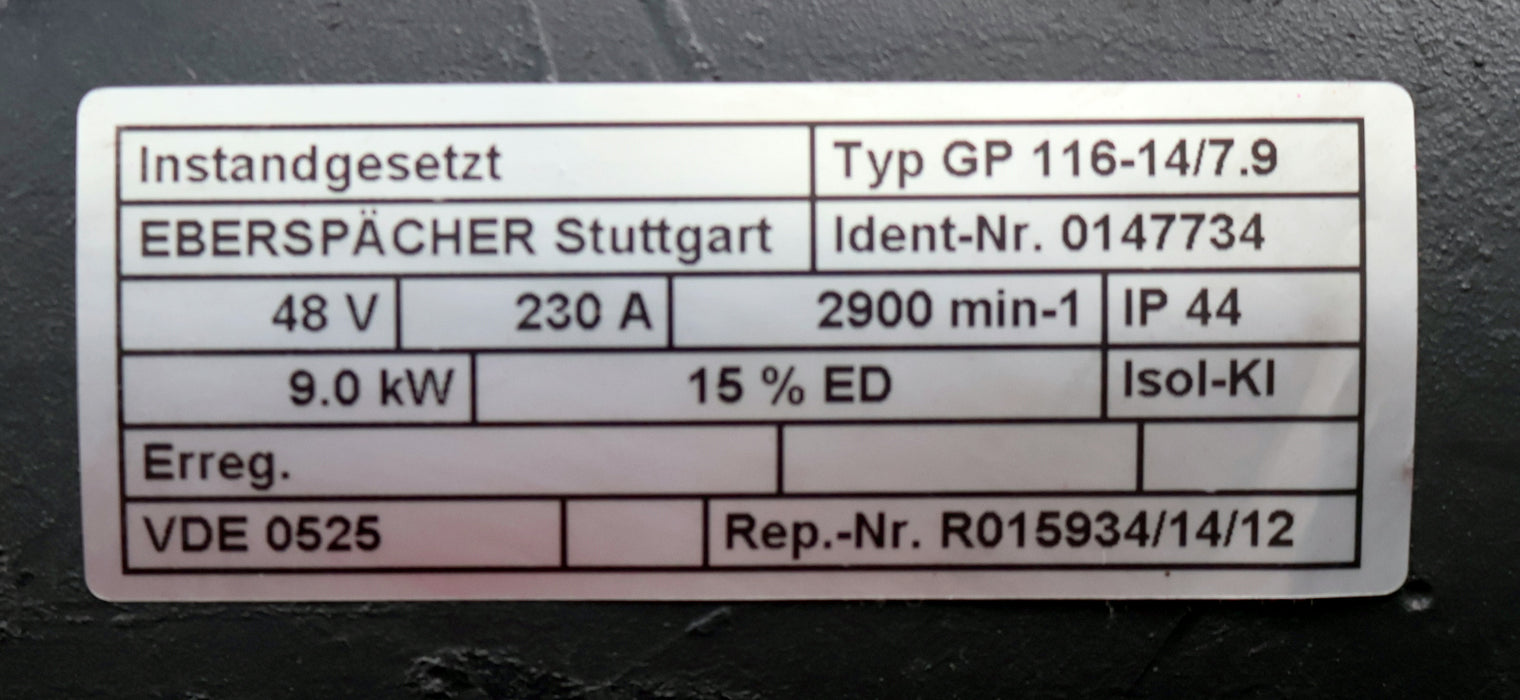 Instandgesetzt Typ GP 116-14/7.9
EBERSPÄCHER Stuttgart Ident-Nr. 0147734
48 V 230 A 2900 min-1 IP 44
9.0 kW 15 % ED Isol-Kl
Erreg.
VDE 0525 Rep.-Nr. R015934/14/12